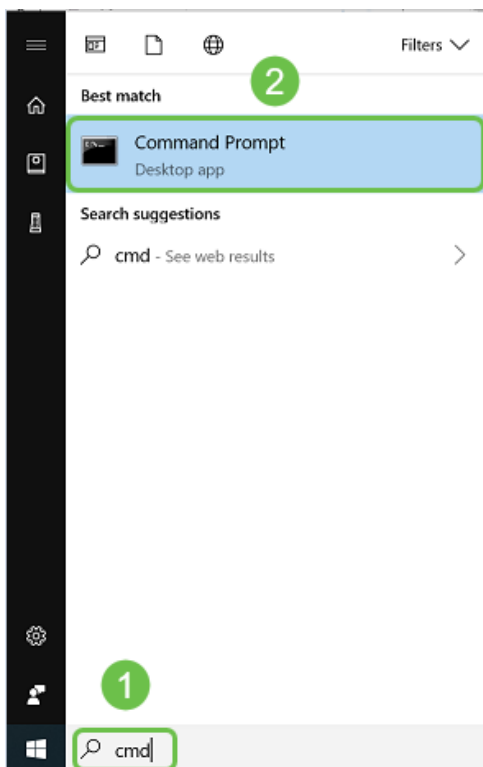 Filters
2
Best match
Command Prompt
Desktop app
Search suggestions
cmd - See web results
1
cmd